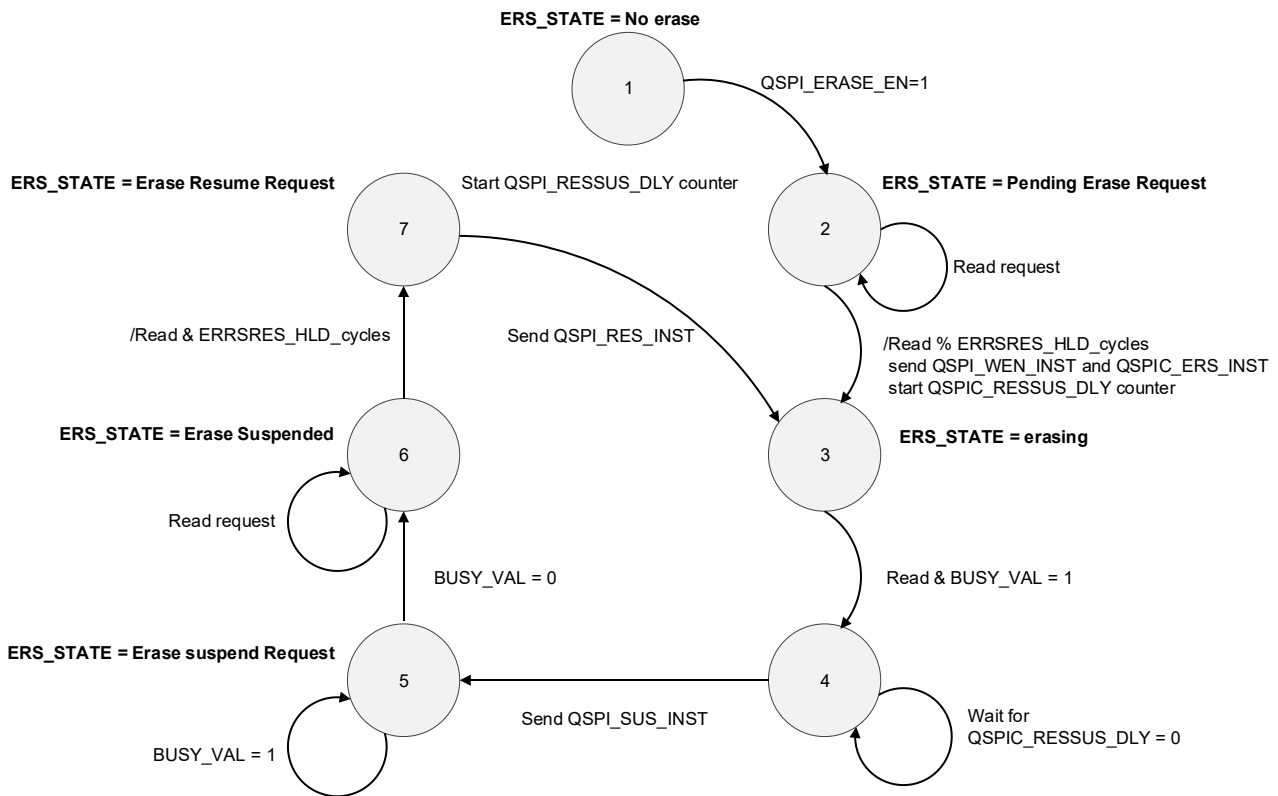 ERS_STATE = No erase
1
QSPI_ERASE_EN=1
ERS_STATE = Erase Resume Request
Start QSPI_RESSUS_DLY counter
ERS_STATE = Pending Erase Request
7
2
Read request
/Read & ERRSRES_HLD_cycles
Send QSPI_RES_INST
/Read % ERRSRES_HLD_cycles
send QSPI_WEN_INST and QSPIC_ERS_INST
start QSPIC_RESSUS_DLY counter
ERS_STATE = Erase Suspended
ERS_STATE = erasing
6
3
Read request
BUSY_VAL = 0
Read & BUSY_VAL = 1
ERS_STATE = Erase suspend Request
5
4
Send QSPI_SUS_INST
Wait for
QSPIC_RESSUS_DLY = 0
BUSY_VAL = 1